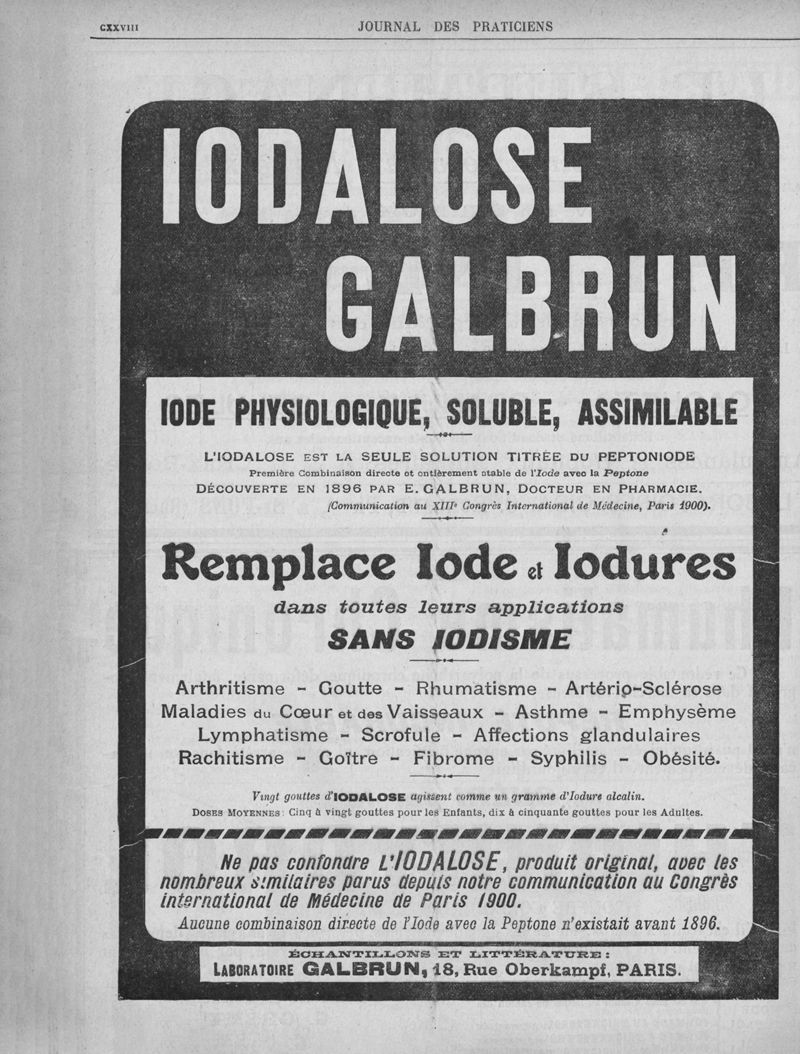 CXXVIII
JOURNAL DES PRATICIENS
IODALOSE
GALBRUN
IODE PHYSIOLOGIQUE, SOLUBLE, ASSIMILABLE
L'IODALOSE EST LA SEULE SOLUTION TITRÉE DU PEPTONIODE
Première Combinaison directe et entièrement stable de l'Iode avec la Peptone
DÉCOUVERTE EN 1896 PAR E. GALBRUN, DOCTEUR EN PHARMACIE.
(Communication au XIIIe Congrès International de Médecine, Paris 1900).
Remplace Iode et Iodures
dans toutes leurs applications
SANS IODISME
Arthritisme - Goutte - Rhumatisme - Artério-Sclérose
Maladies du Cœur et des Vaisseaux - Asthme - Emphysème
Lymphatisme - Scrofule - Affections glandulaires
Rachitisme - Goître - Fibrome - Syphilis - Obésité.
Vingt gouttes d'IODALOSE agissent comme un gramme d'Iodure alcalin.
DOSES MOYENNES : Cinq à vingt gouttes pour les Enfants, dix à cinquante gouttes pour les Adultes.
Ne pas confondre L'IODALOSE, produit original, avec les
nombreux similaires parus depuis notre communication au Congrès
international de Médecine de Paris 1900.
Aucune combinaison directe de l'Iode avec la Peptone n'existait avant 1896.
ÉCHANTILLONS ET LITTÉRATURE :
LABORATOIRE GALBRUN, 18, Rue Oberkampf, PARIS.